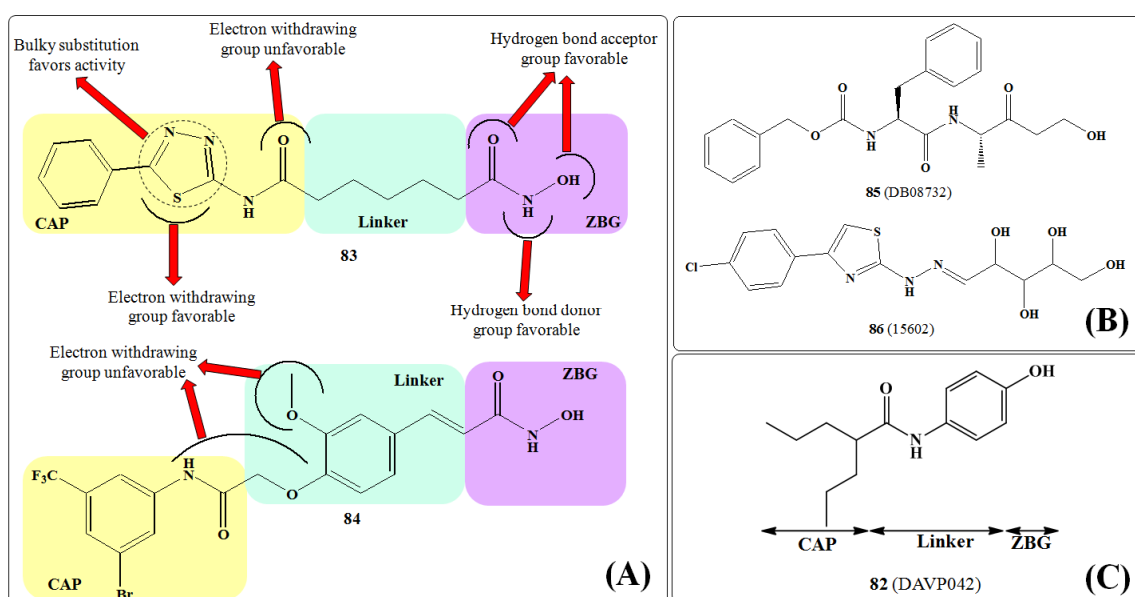 Bulky substitution
favors activity
Electron withdrawing
group unfavorable
Hydrogen bond acceptor
group favorable
N
N
S
N
H
O
O
N
H
OH
CAP
Linker
ZBG
83
Electron withdrawing
group favorable
Hydrogen bond donor
group favorable
Electron withdrawing
group unfavorable
Linker
ZBG
O
O
OH
N
H
F3C
H
N
O
O
Br
CAP
84
(A)
O
O
N
H
O
H
N
O
OH
85 (DB08732)
Cl
S
N
N
H
N
OH
OH
OH
OH
86 (15602)
(B)
O
N
H
OH
CAP
Linker
ZBG
82 (DAVP042)
(C)